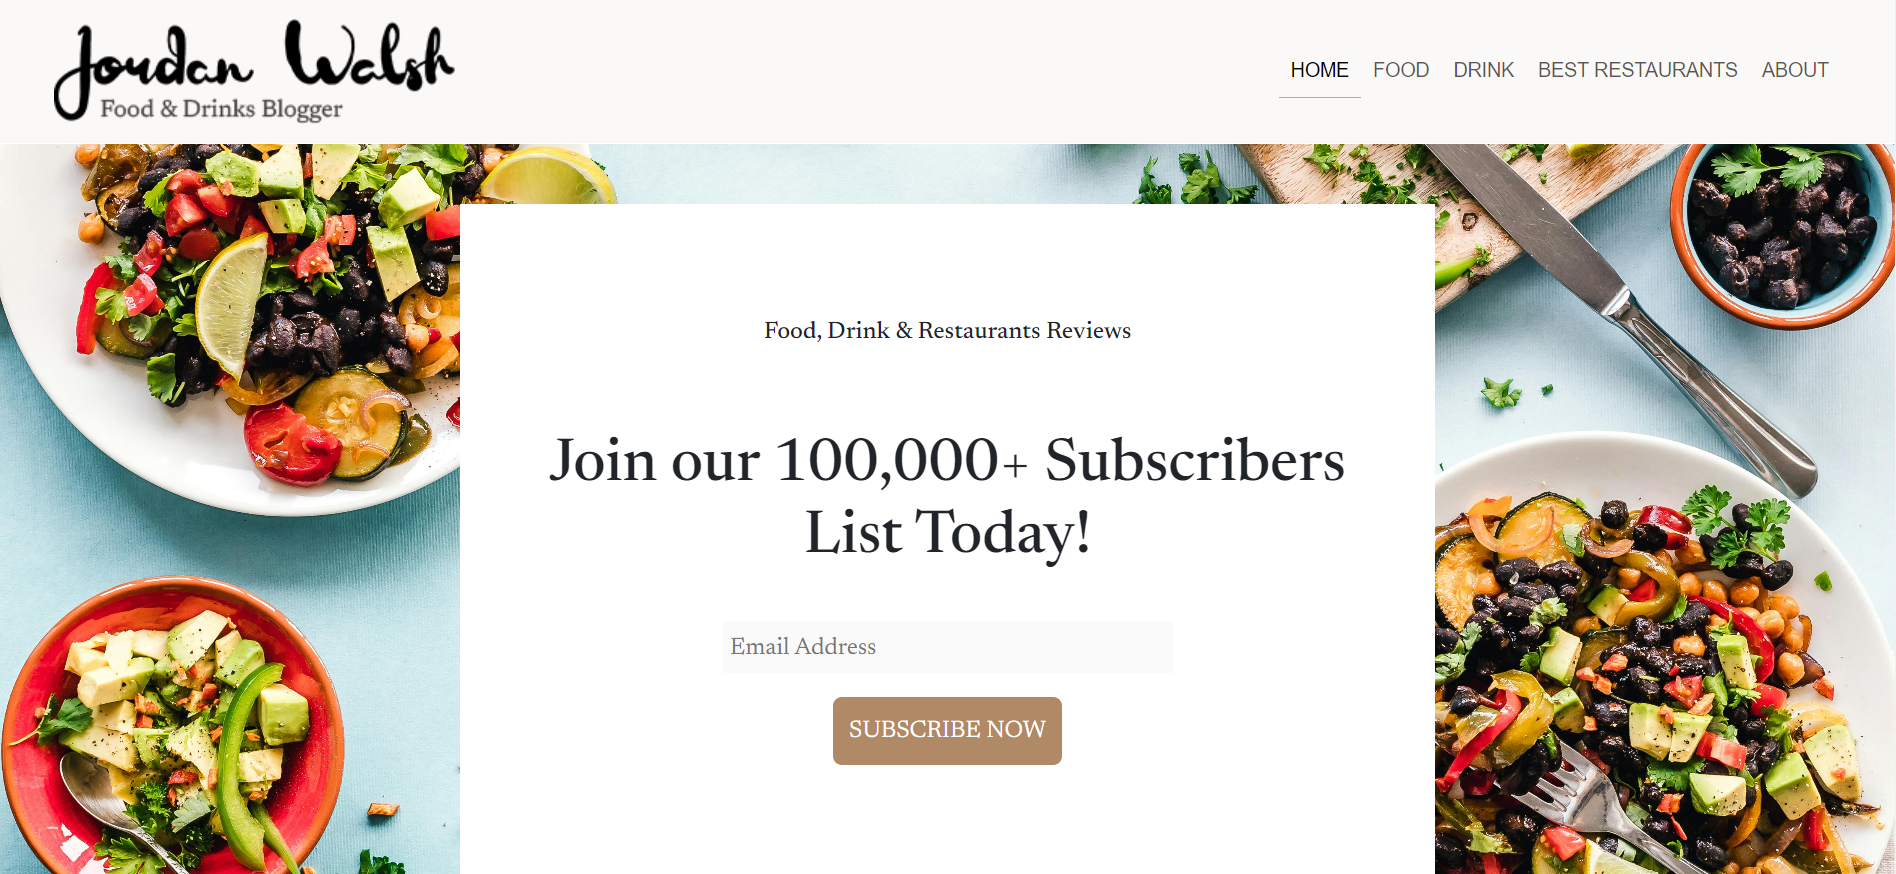 Jordan Walsh
Food & Drinks Blogger
HOME FOOD DRINK BEST RESTAURANTS ABOUT
Food, Drink & Restaurants Reviews
Join our 100,000+ Subscribers
List Today!
Email Address
SUBSCRIBE NOW